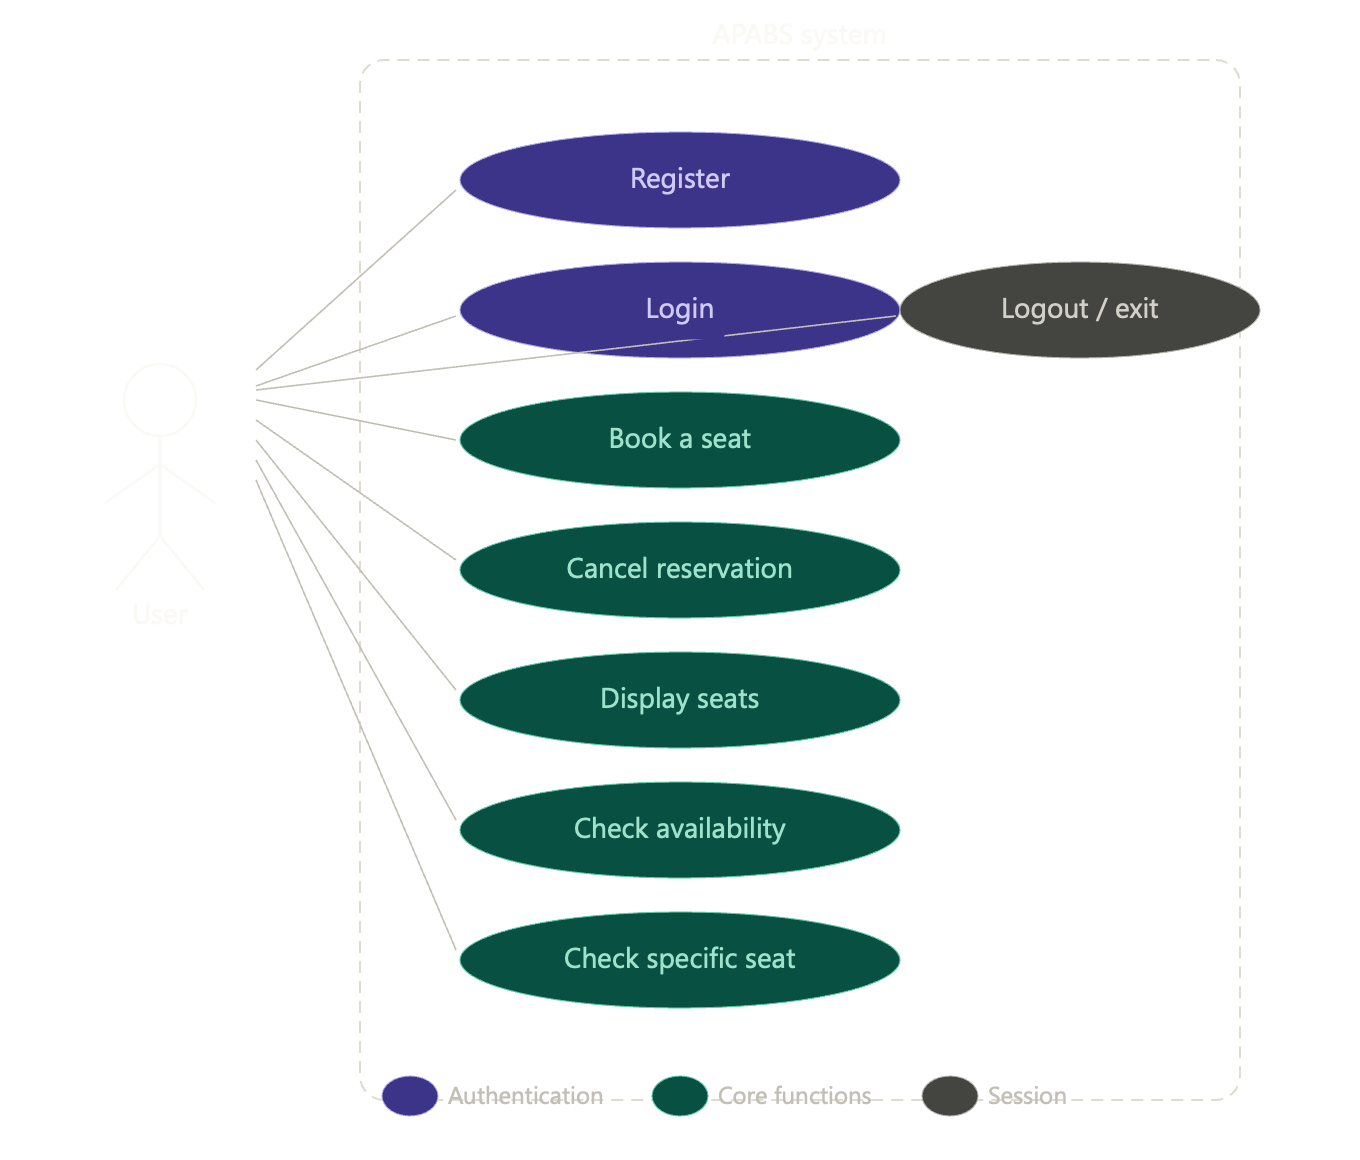 APABS system
Register
Login
Logout / exit
Book a seat
Cancel reservation
User
Display seats
Check availability
Check specific seat
Authentication
Core functions
Session